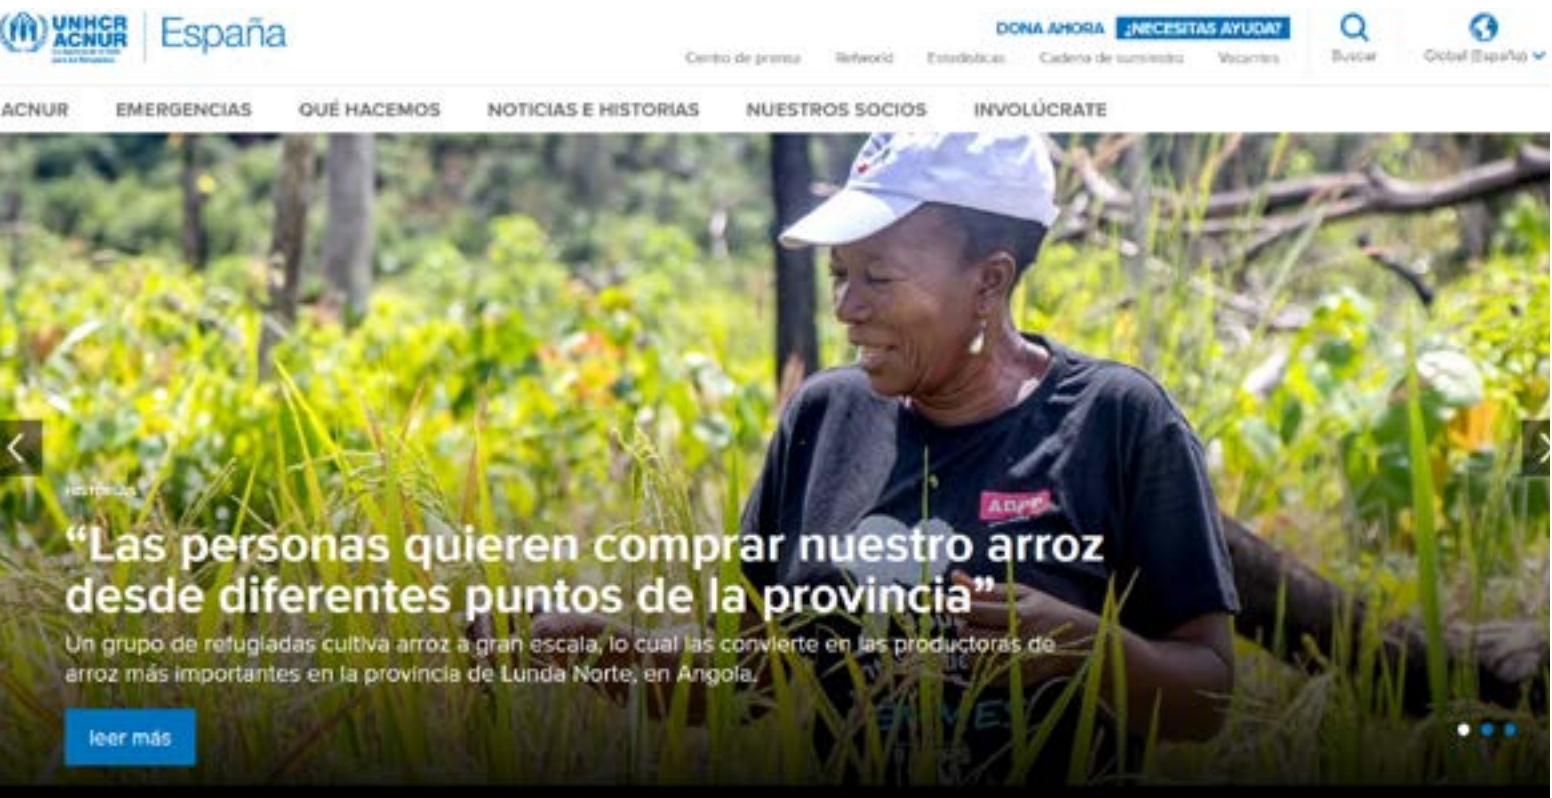 UNHCR
ACNUR
España
DONA AHORA ¿NECESITAS AYUDA?
Centro de prensa Refworld Estadísticas Cadena de suministro Vacantes
Buscar
Global (Español)
ACNUR EMERGENCIAS QUÉ HACEMOS NOTICIAS E HISTORIAS NUESTROS SOCIOS INVOLÚCRATE
HISTORIAS
ADPP
“Las personas quieren comprar nuestro arroz
desde diferentes puntos de la provincia”
Un grupo de refugiadas cultiva arroz a gran escala, lo cual las convierte en las productoras de
arroz más importantes en la provincia de Lunda Norte, en Angola.
leer más